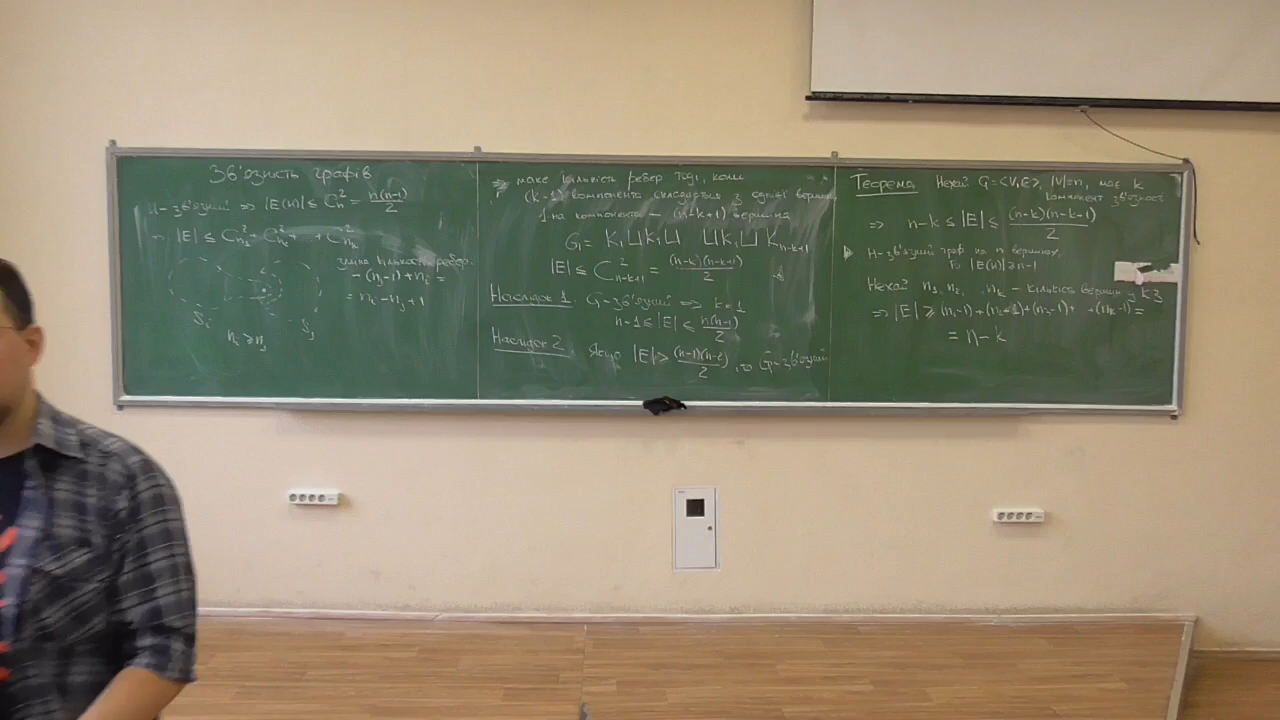 Зв'язність графів
H-зв'язний ⇒ |E(H)| ≤ C_n^2 = n(n-1)/2
⇒ |E| ≤ C_{n_1}^2 + C_{n_2}^2 + + C_{n_k}^2
зміна кількість ребер
- (n_j-1) + n_i =
= n_i - n_j + 1
S_i
S_j
n_i ≥ n_j
⇒ макс кількість ребер тоді, коли
(k-1) компонента складається з однієї вершини
1-на компонента - (n-k+1) вершина
G = K_1 ⊔ K_1 ⊔ ⊔ K_1 ⊔ K_{n-k+1}
|E| ≤ C_{n-k+1}^2 = (n-k)(n-k+1)/2
Наслідок 1. G-зв'язний ⇒ k=1
n-1 ≤ |E| ≤ n(n-1)/2
Наслідок 2 Якщо |E| > (n-1)(n-2)/2, то G-зв'язний
Теорема Нехай G=<V,E>, |V|=n, має k
компонент зв'язності
⇒ n-k ≤ |E| ≤ (n-k)(n-k+1)/2
H-зв'язний граф на n вершинах
То |E(H)| ≥ n-1
Нехай n_1, n_2, n_k - кількість вершин у КЗ
⇒ |E| ≥ (n_1-1)+(n_2-1)+(n_3-1)+ +(n_k-1) =
= n-k